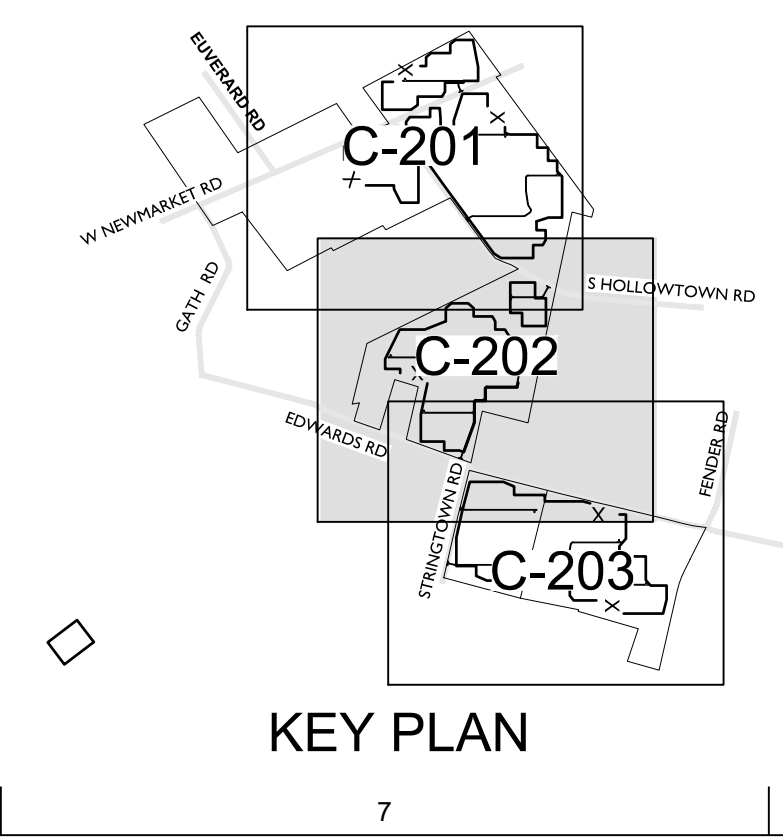 EUVERARD RD
C-201
W NEWMARKET RD
GATH RD
S HOLLOWTOWN RD
C-202
EDWARDS RD
FENDER RD
STRINGTOWN RD
C-203
KEY PLAN
7